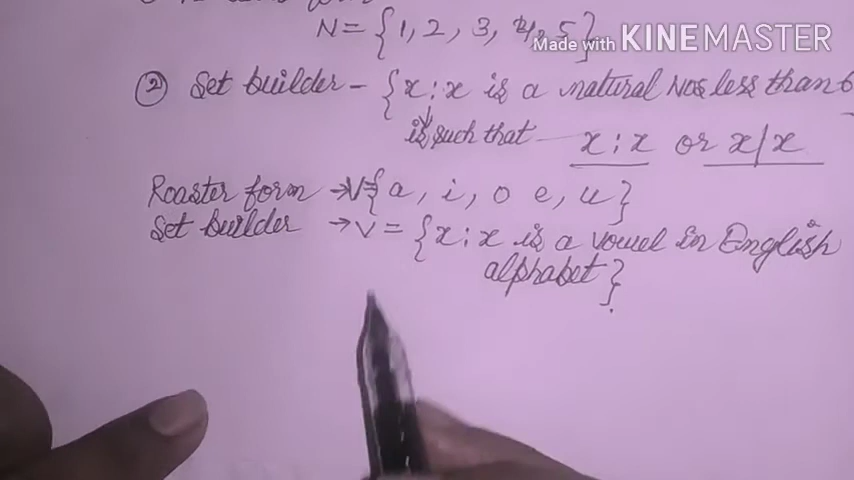 N = {1, 2, 3, 4, 5}
Made with KINEMASTER
② Set builder - {x : x is a natural Nos less than 6
is such that x : x or x | x
Roaster form → V = {a, i, o e, u}
Set builder → V = {x : x is a vowel in English
alphabet}.